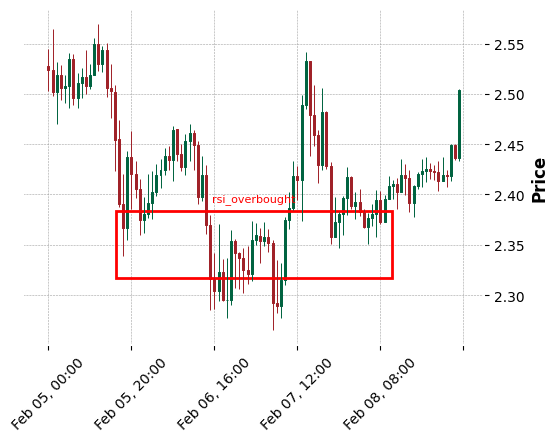 2.55
2.50
2.45
2.40
2.35
2.30
Price
rsi_overbought
Feb 05, 00:00
Feb 05, 20:00
Feb 06, 16:00
Feb 07, 12:00
Feb 08, 08:00